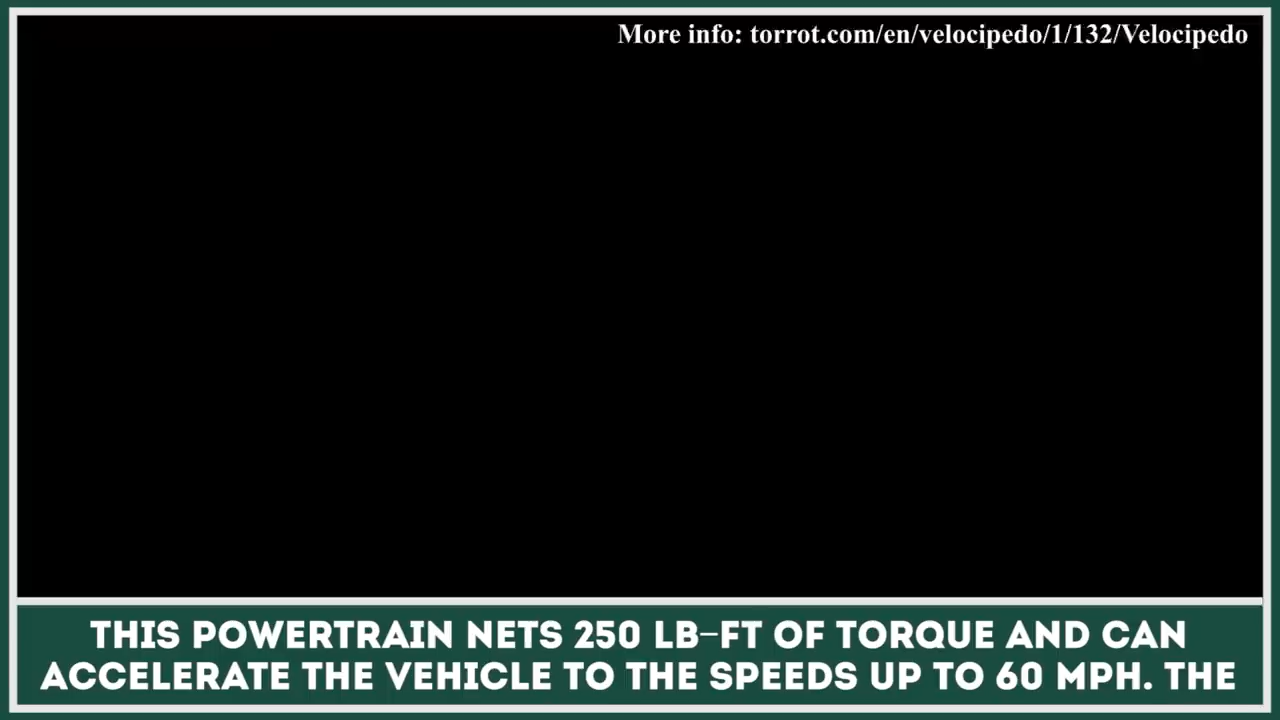 More info: torrot.com/en/velocipedo/1/132/Velocipedo
THIS POWERTRAIN NETS 250 LB-FT OF TORQUE AND CAN
ACCELERATE THE VEHICLE TO THE SPEEDS UP TO 60 MPH. THE